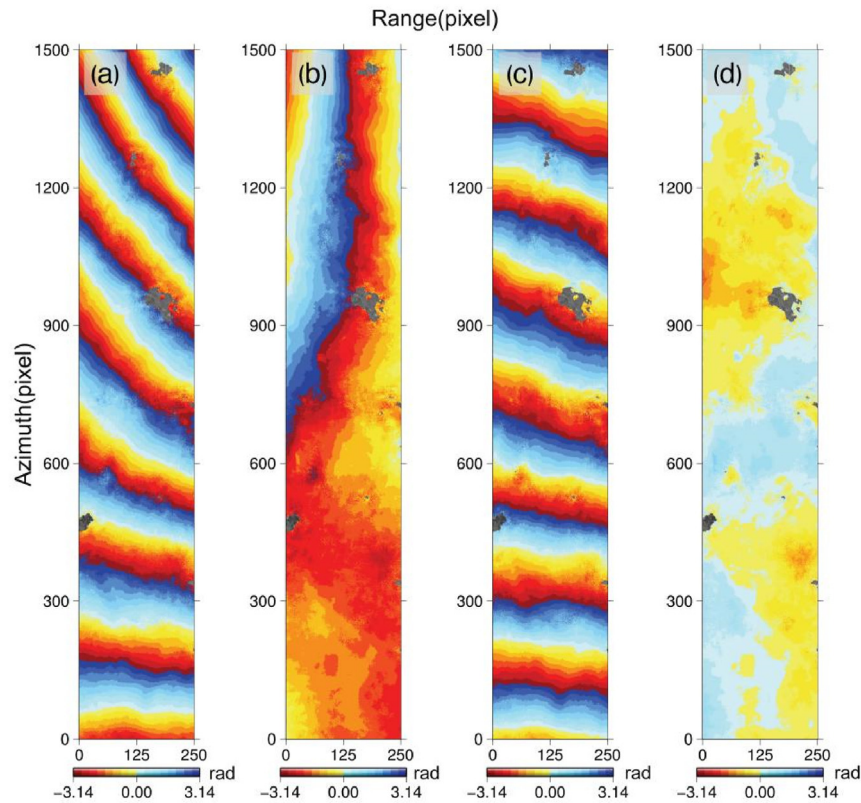 Range(pixel)
(a) (b) (c) (d)
1500 1500 1500 1500
1200 1200 1200 1200
900 900 900 900
Azimuth(pixel)
600 600 600 600
300 300 300 300
0 0 0 0
0 125 250 0 125 250 0 125 250 0 125 250
rad rad rad rad
−3.14 0.00 3.14 −3.14 0.00 3.14 −3.14 0.00 3.14 −3.14 0.00 3.14